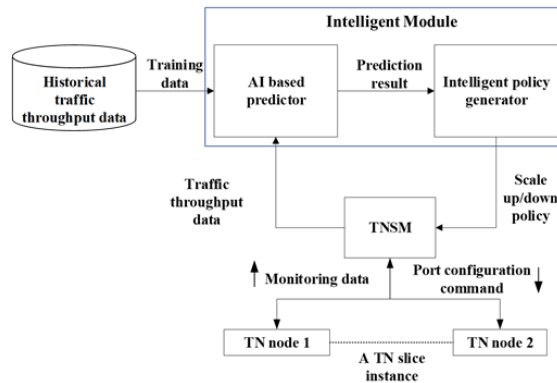 Intelligent Module
Historical
traffic
throughput data
Training
data
AI based
predictor
Prediction
result
Intelligent policy
generator
Traffic
throughput
data
TNSM
Scale
up/down
policy
Monitoring data
Port configuration
command
TN node 1
TN node 2
A TN slice
instance